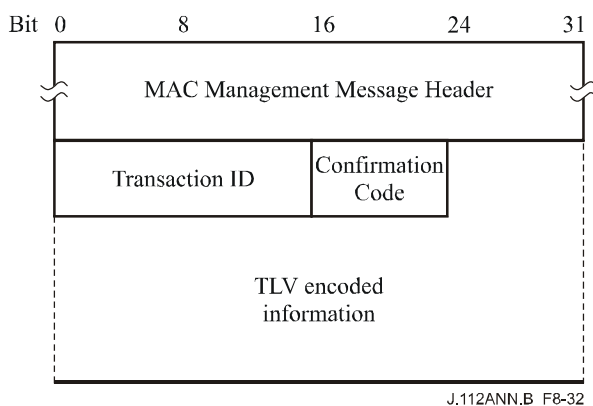 Bit 0 8 16 24 31
MAC Management Message Header
Transaction ID
Confirmation
Code
TLV encoded
information
J.112ANN.B F8-32